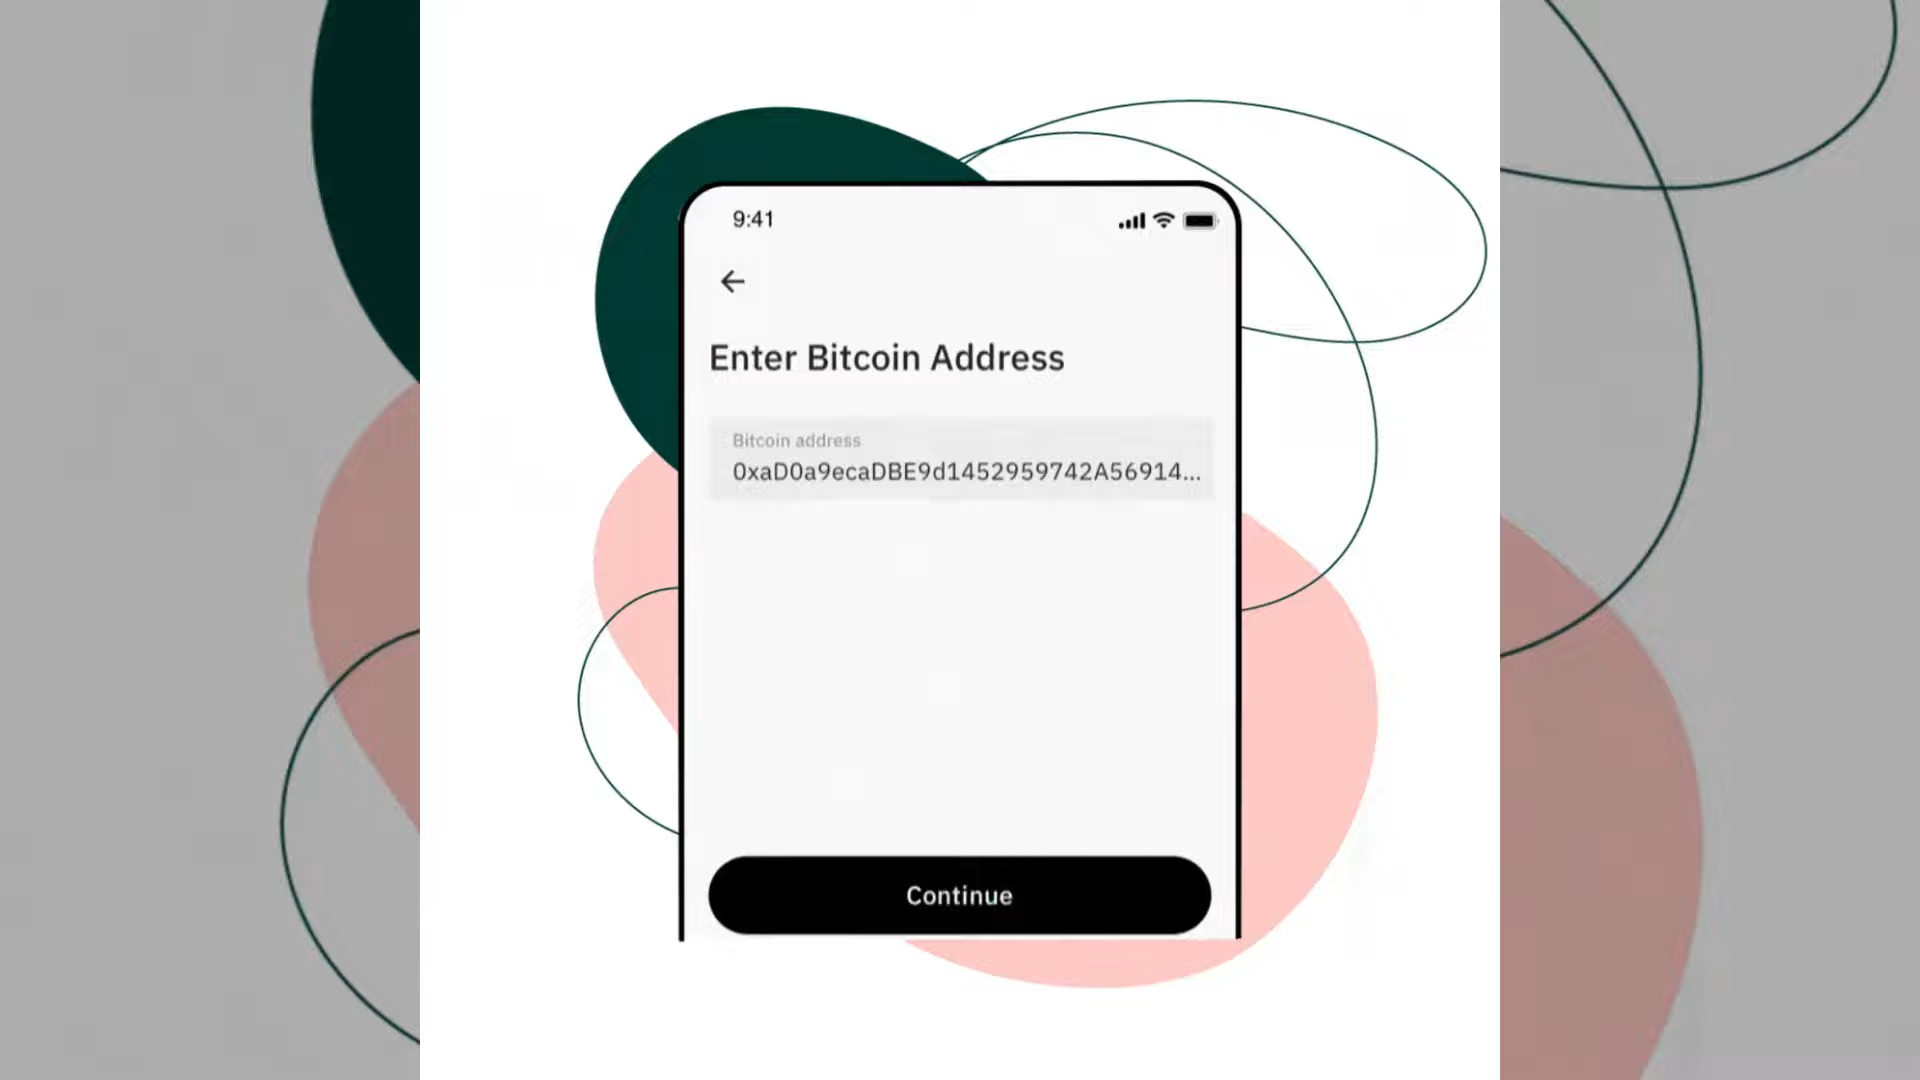 9:41
Enter Bitcoin Address
Bitcoin address
0xaD0a9ecaDBE9d1452959742A56914...
Continue